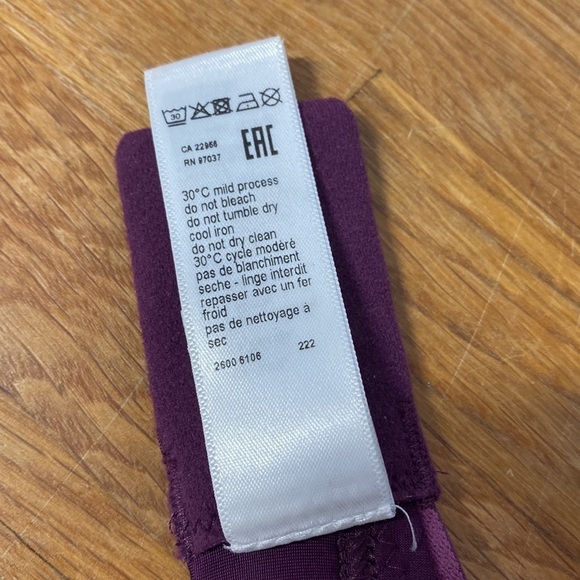 30
CA 22956
RN 97037
EAC
30°C mild process
do not bleach
do not tumble dry
cool iron
do not dry clean
30°C cycle modéré
pas de blanchiment
seche - linge interdit
repasser avec un fer
froid
pas de nettoyage à
sec
2600 6106 222